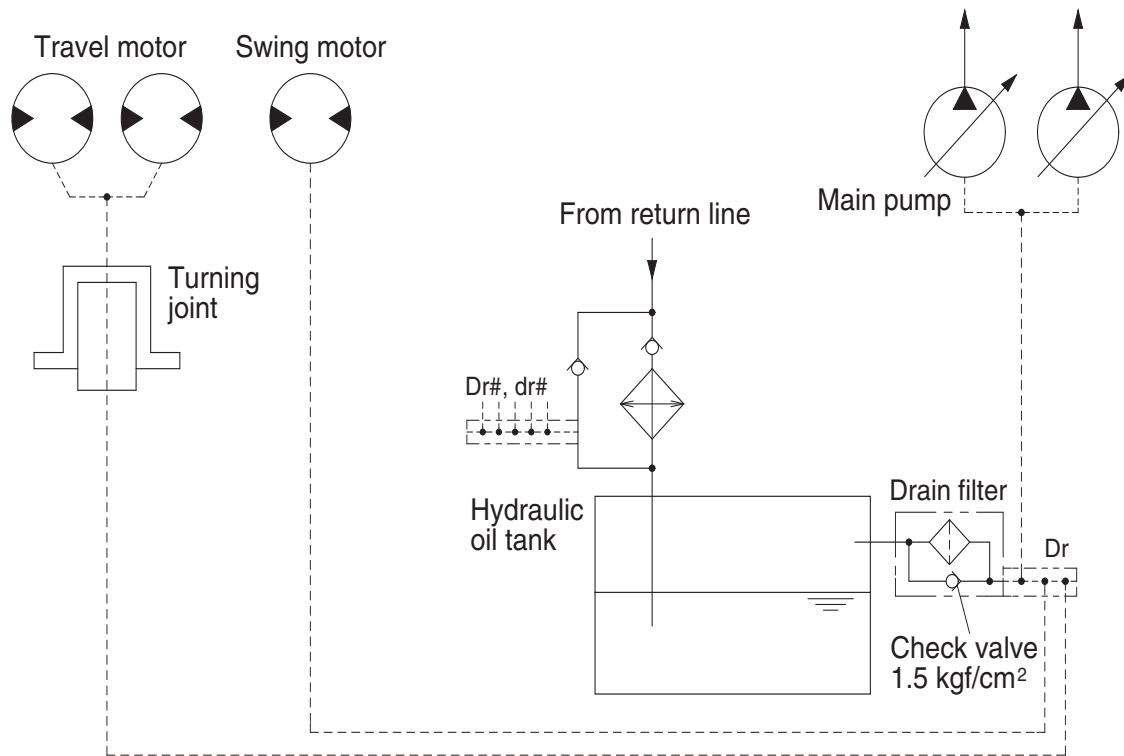 Travel motor
Swing motor
Main pump
From return line
Turning
joint
Dr#, dr#
Hydraulic
oil tank
Drain filter
Dr
Check valve
1.5 kgf/cm²